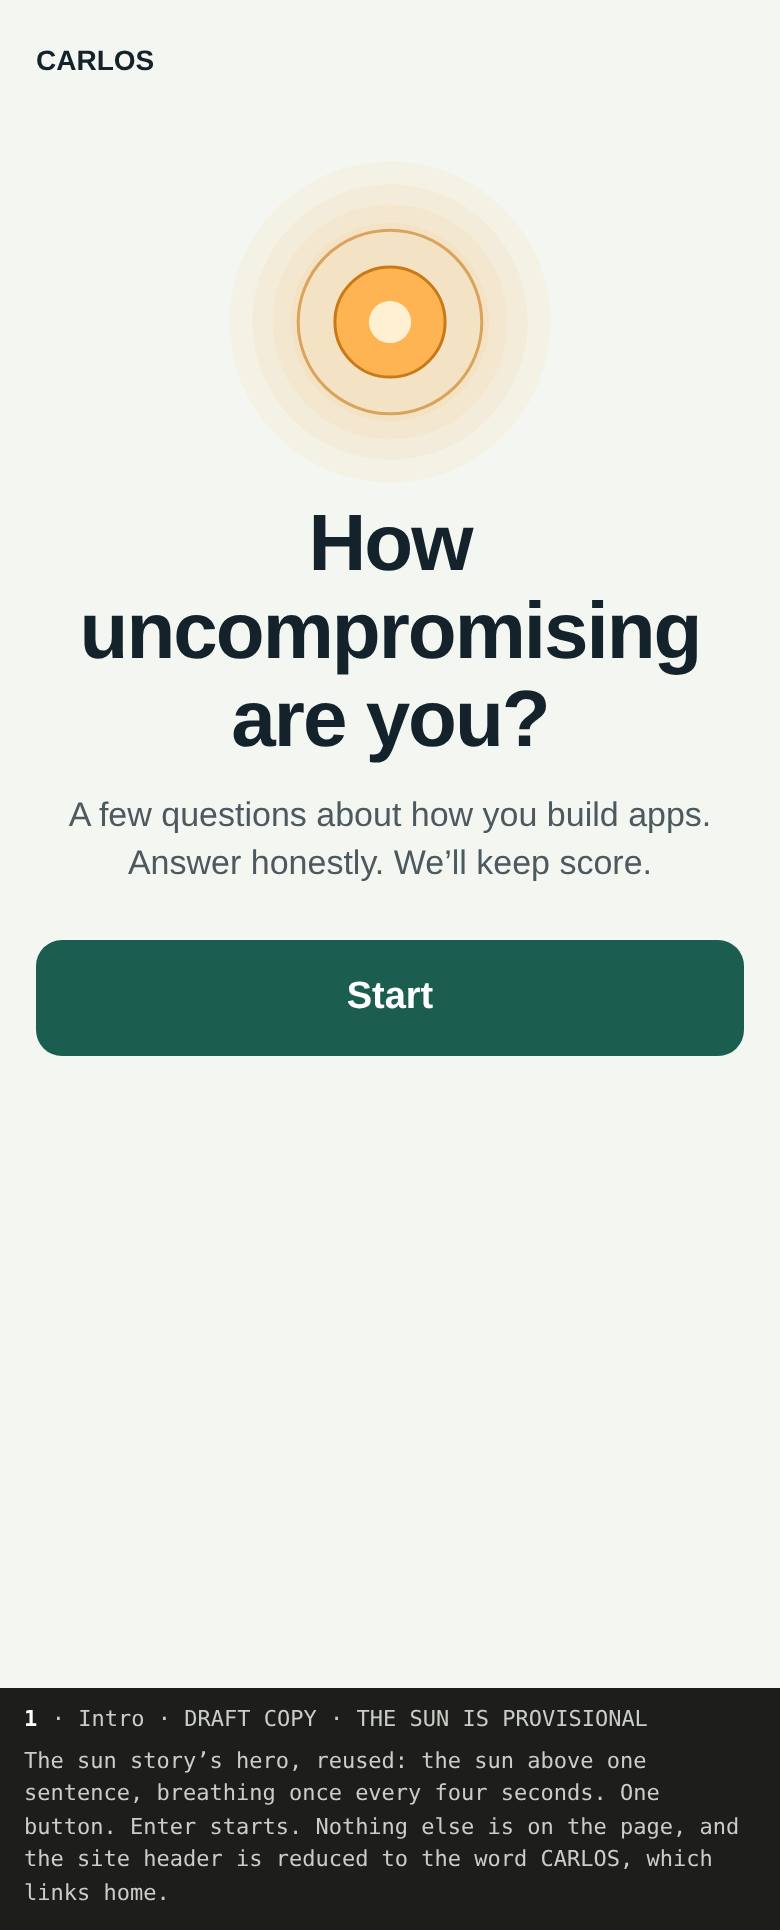 CARLOS
How
uncompromising
are you?
A few questions about how you build apps.
Answer honestly. We’ll keep score.
Start
1 · Intro · DRAFT COPY · THE SUN IS PROVISIONAL
The sun story’s hero, reused: the sun above one
sentence, breathing once every four seconds. One
button. Enter starts. Nothing else is on the page, and
the site header is reduced to the word CARLOS, which
links home.